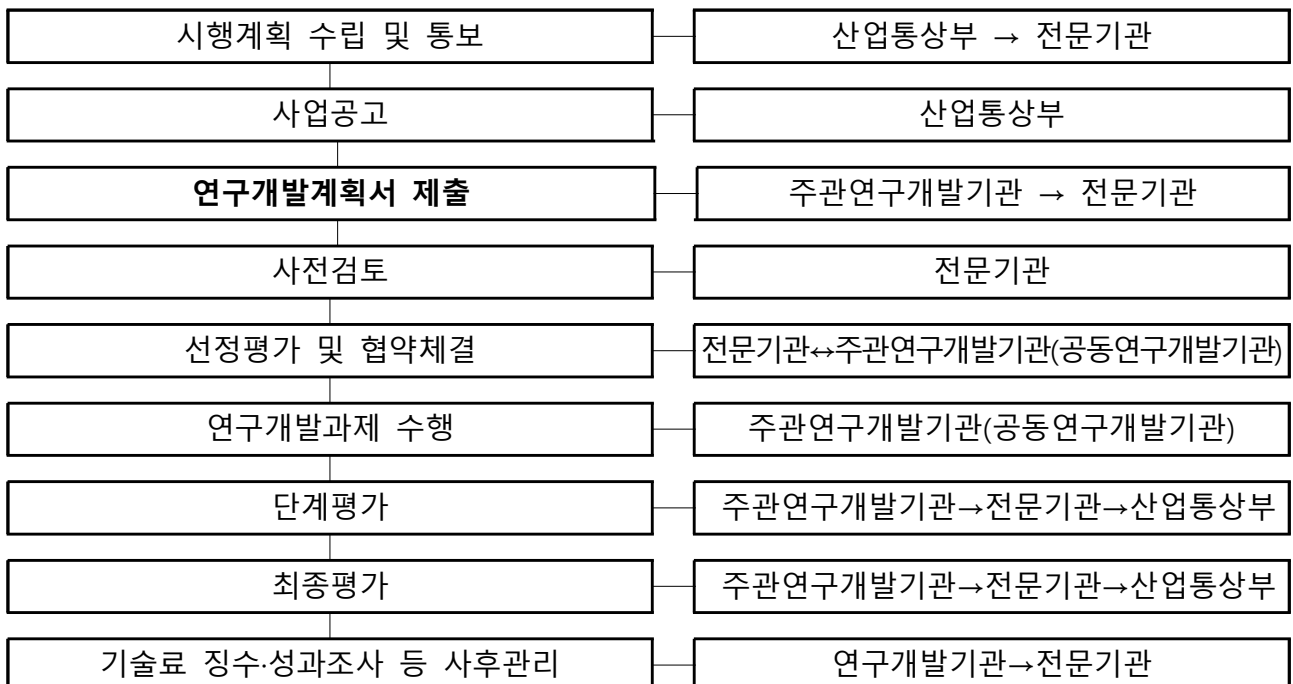 시행계획 수립 및 통보
산업통상부 → 전문기관
사업공고
산업통상부
연구개발계획서 제출
주관연구개발기관 → 전문기관
사전검토
전문기관
선정평가 및 협약체결
전문기관↔주관연구개발기관(공동연구개발기관)
연구개발과제 수행
주관연구개발기관(공동연구개발기관)
단계평가
주관연구개발기관→전문기관→산업통상부
최종평가
주관연구개발기관→전문기관→산업통상부
기술료 징수·성과조사 등 사후관리
연구개발기관→전문기관